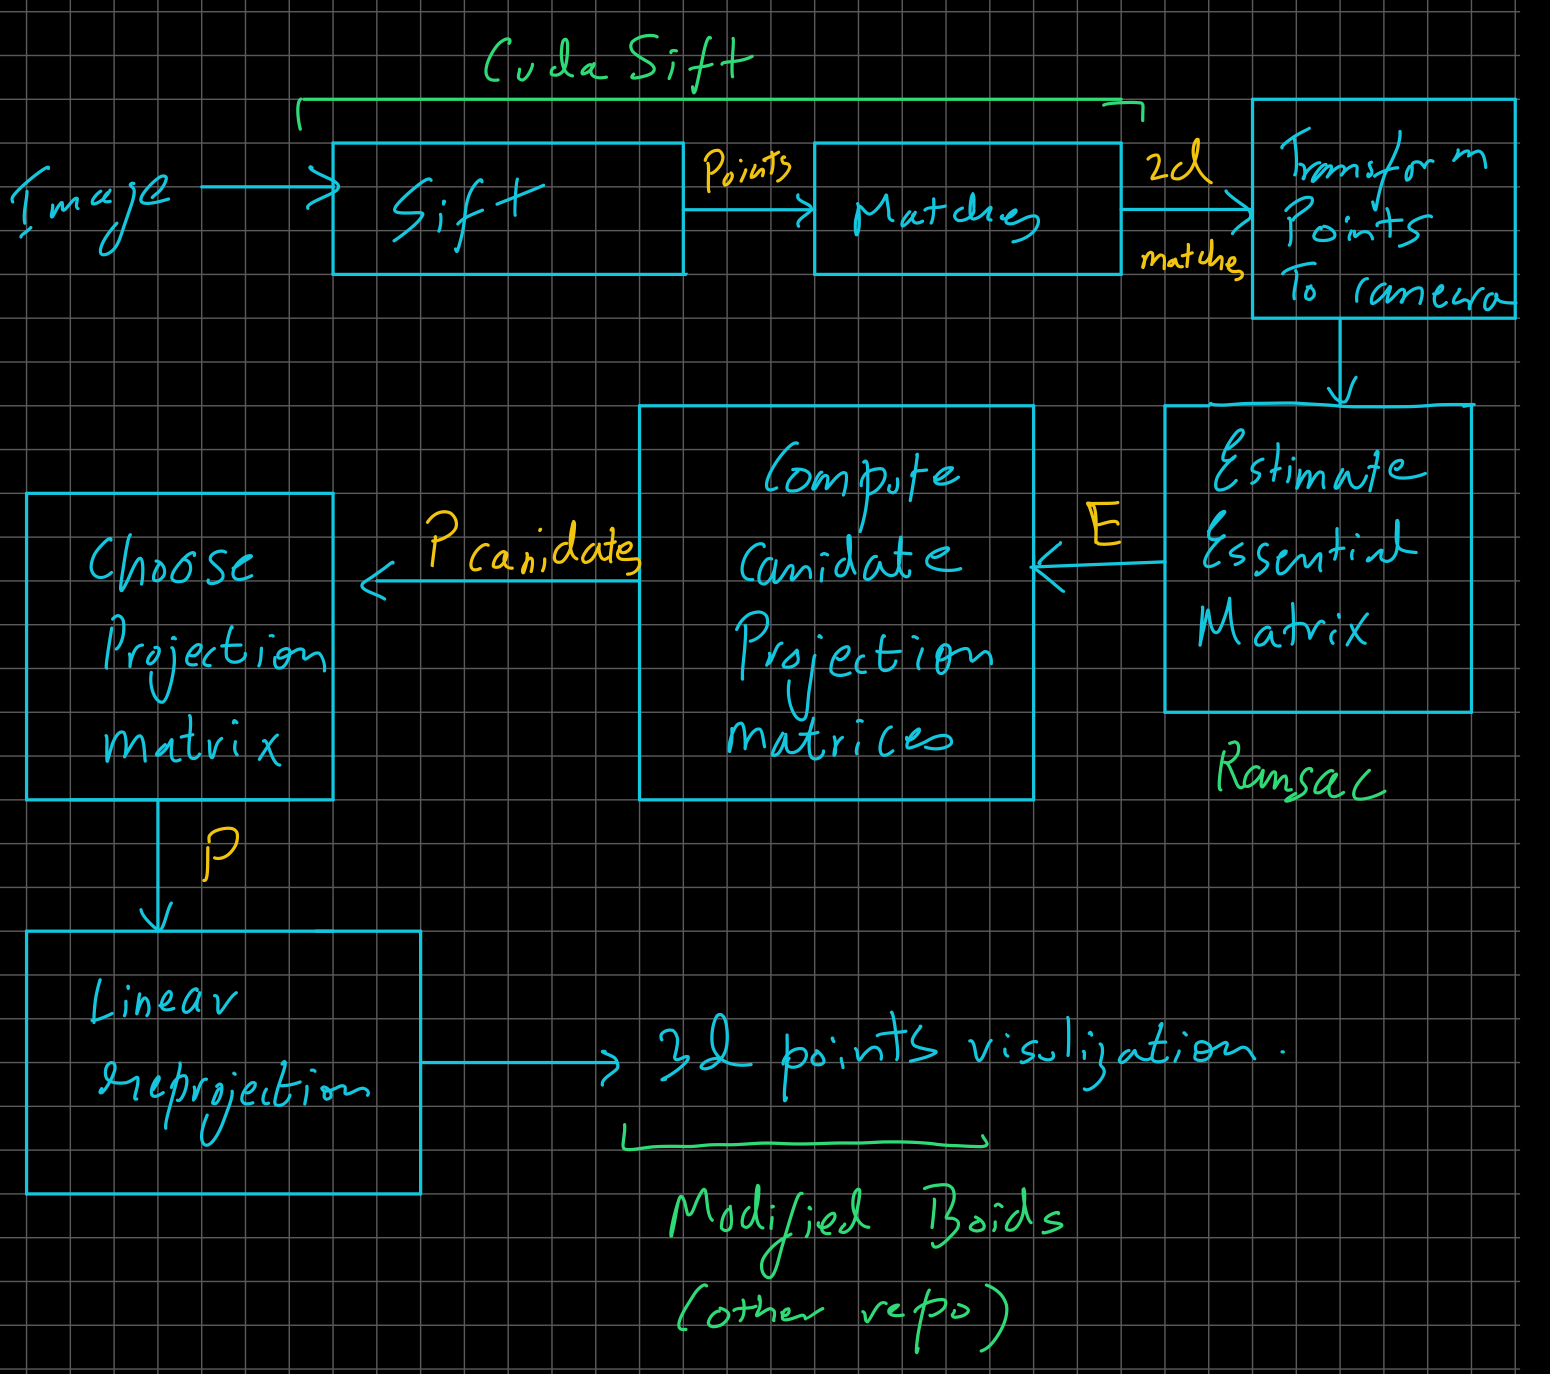 Cuda Sift
Image
Sift
Points
Matches
2d
matches
Transform
Points
To camera
Estimate
Essential
Matrix
Ransac
E
Compute
Canidate
Projection
Matrices
P canidates
Choose
Projection
matrix
P
Linear
reprojection
3d points visulization.
Modified Boids
(other repo)